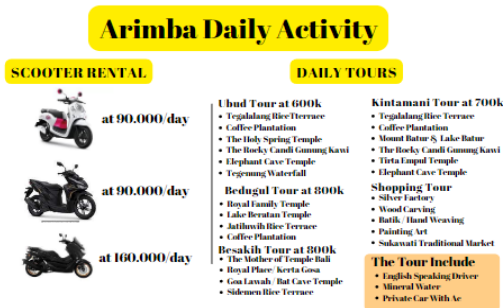 Arimba Daily Activity
SCOOTER RENTAL
at 90.000/day
at 90.000/day
at 160.000/day
DAILY TOURS
Ubud Tour at 600k
• Tegalalang Rice Tterrace
• Coffee Plantation
• The Holy Spring Temple
• The Rocky Candi Gunung Kawi
• Elephant Cave Temple
• Tegenung Waterfall
Bedugul Tour at 800k
• Royal Family Temple
• Lake Beratan Temple
• Jatiluwih Rice Terrace
• Coffee Plantation
Besakih Tour at 800k
• The Mother of Temple Bali
• Royal Place/ Kerta Gosa
• Goa Lawah / Bat Cave Temple
• Sidemen Rice Terrace
Kintamani Tour at 700k
• Tegalalang Rice Terrace
• Coffee Plantation
• Mount Batur & Lake Batur
• The Rocky Candi Gunung Kawi
• Tirta Empul Temple
• Elephant Cave Temple
Shopping Tour
• Silver Factory
• Wood Carving
• Batik / Hand Weaving
• Painting Art
• Sukawati Traditional Market
The Tour Include
• English Speaking Driver
• Mineral Water
• Private Car With Ac